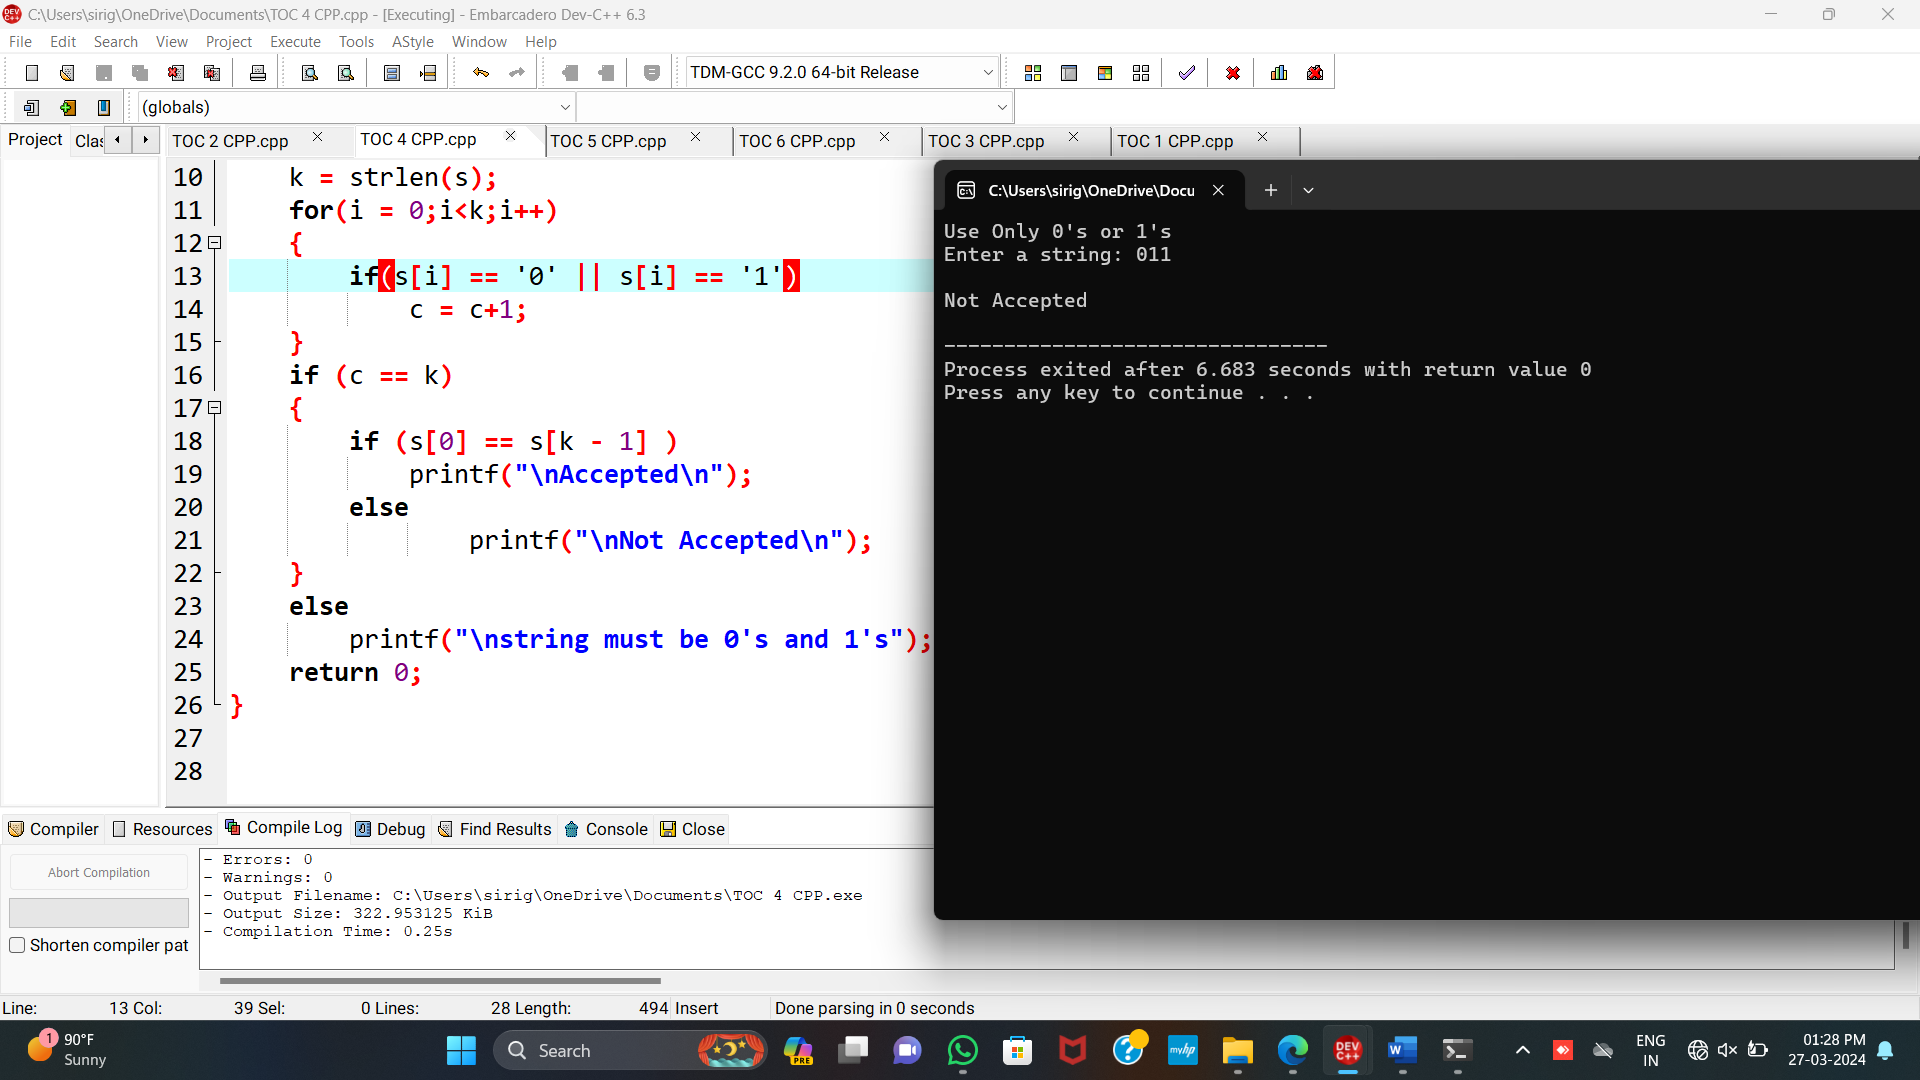 C:\Users\sirig\OneDrive\Documents\TOC 4 CPP.cpp - [Executing] - Embarcadero Dev-C++ 6.3
File Edit Search View Project Execute Tools AStyle Window Help
TDM-GCC 9.2.0 64-bit Release
(globals)
Project Clas TOC 2 CPP.cpp TOC 4 CPP.cpp TOC 5 CPP.cpp TOC 6 CPP.cpp TOC 3 CPP.cpp TOC 1 CPP.cpp
10 k = strlen(s);
11 for(i = 0;i<k;i++)
12 {
13 if(s[i] == '0' || s[i] == '1')
14 c = c+1;
15 }
16 if (c == k)
17 {
18 if (s[0] == s[k - 1] )
19 printf("\nAccepted\n");
20 else
21 printf("\nNot Accepted\n");
22 }
23 else
24 printf("\nstring must be 0's and 1's");
25 return 0;
26 }
27
28
C:\Users\sirig\OneDrive\Docu
Use Only 0's or 1's
Enter a string: 011
Not Accepted
--------------------------------
Process exited after 6.683 seconds with return value 0
Press any key to continue . . .
Compiler Resources Compile Log Debug Find Results Console Close
Abort Compilation
Shorten compiler pat
- Errors: 0
- Warnings: 0
- Output Filename: C:\Users\sirig\OneDrive\Documents\TOC 4 CPP.exe
- Output Size: 322.953125 KiB
- Compilation Time: 0.25s
Line: 13 Col: 39 Sel: 0 Lines: 28 Length: 494 Insert Done parsing in 0 seconds
1
90°F
Sunny
Search
PRE
myhp
DEV C++
ENG
IN
01:28 PM
27-03-2024